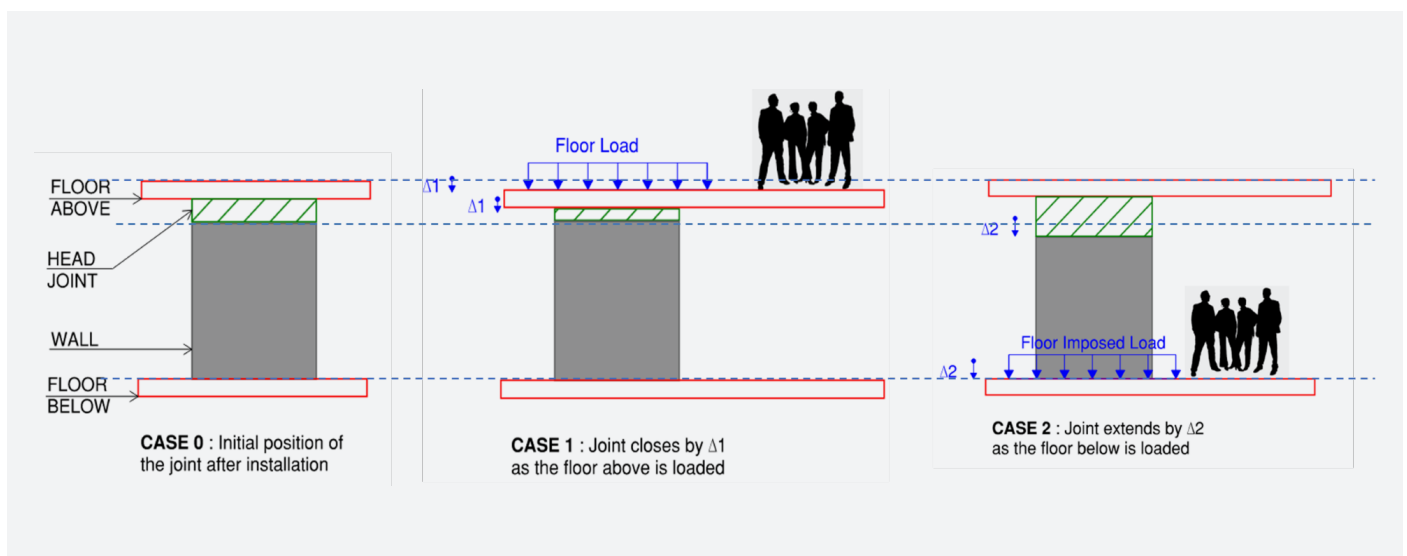 FLOOR
ABOVE
HEAD
JOINT
WALL
FLOOR
BELOW
CASE 0 : Initial position of
the joint after installation
Floor Load
Δ1
Δ1
CASE 1 : Joint closes by Δ1
as the floor above is loaded
Δ2
Floor Imposed Load
Δ2
CASE 2 : Joint extends by Δ2
as the floor below is loaded